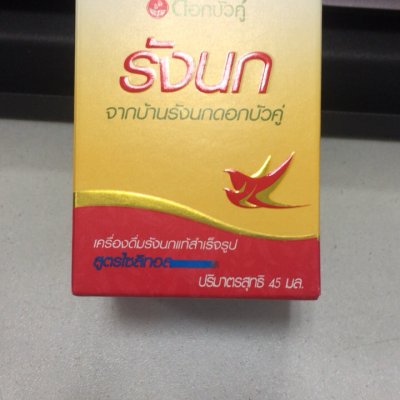 ดอกบัวคู่
รังนก
จากบ้านรังนกดอกบัวคู่
เครื่องดื่มรังนกแท้สำเร็จรูป
สูตรไซลิทอล
ปริมาตรสุทธิ 45 มล.